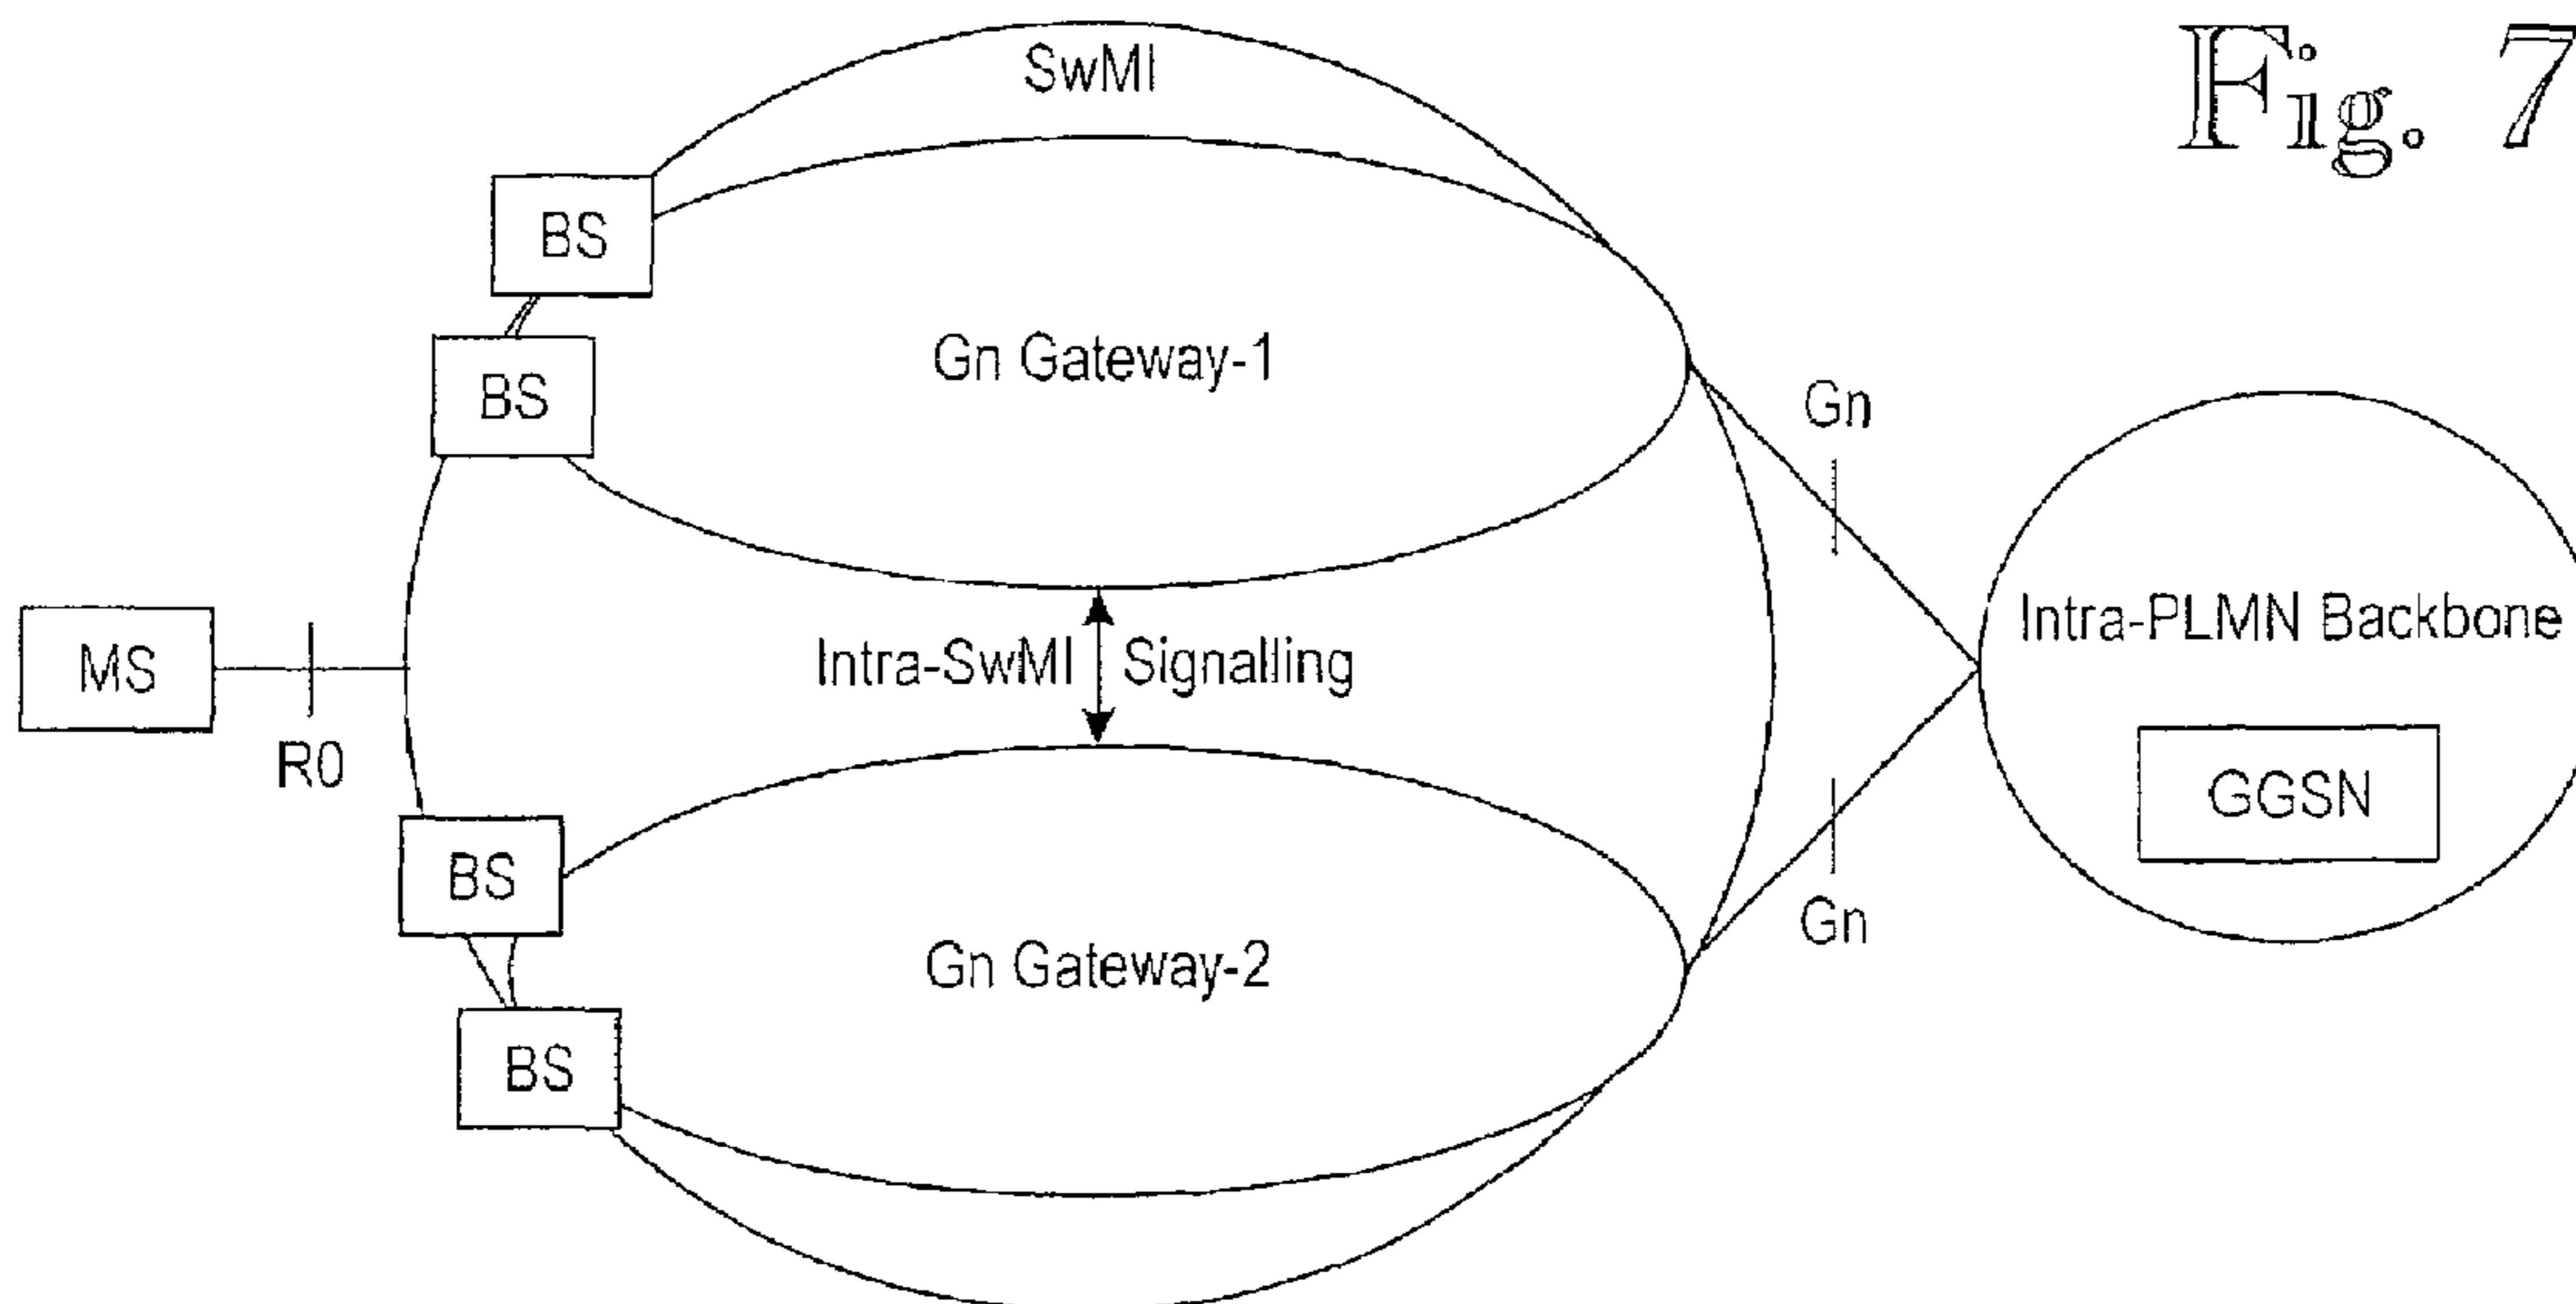 Fig. 7
SwMI
BS
BS
Gn Gateway-1
Gn
MS
R0
Intra-SwMI Signalling
Intra-PLMN Backbone
GGSN
BS
Gn
Gn Gateway-2
BS